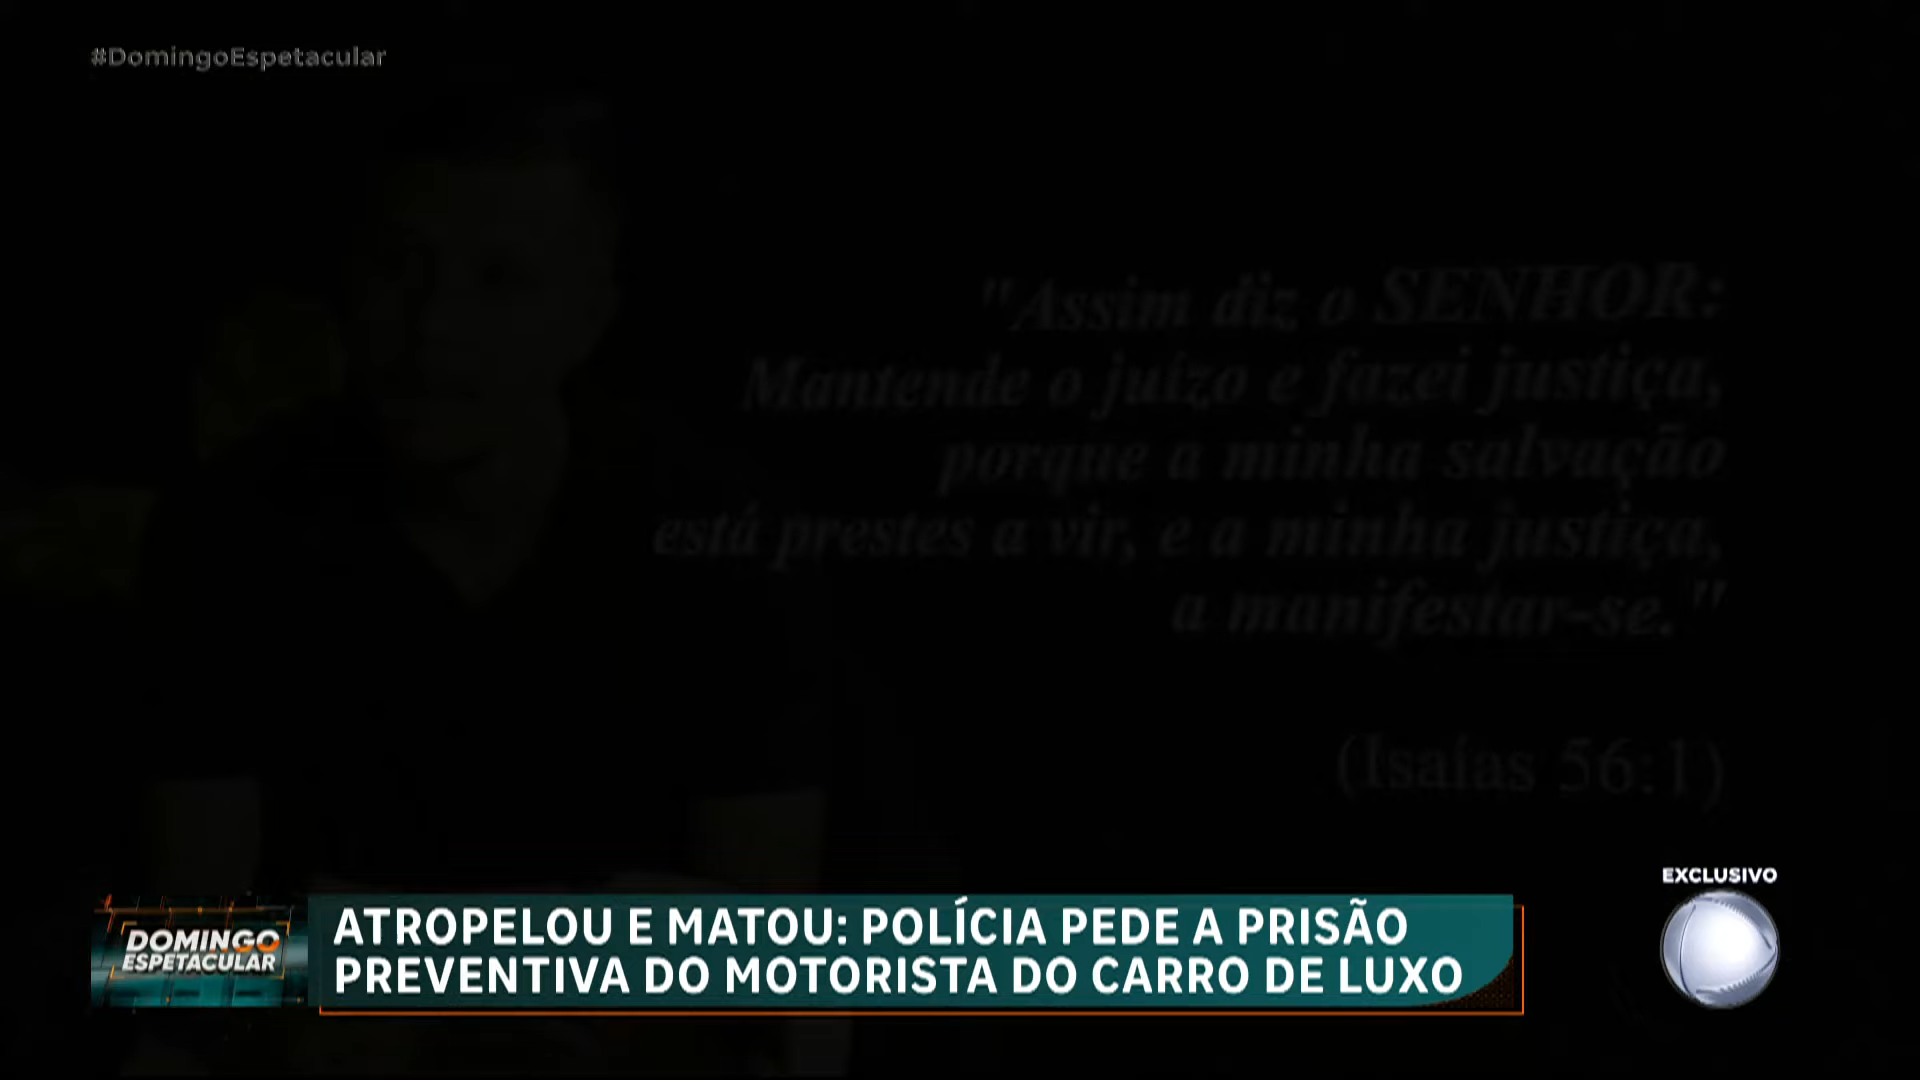 #DomingoEspetacular
"Assim diz o SENHOR:
Mantende o juízo e fazei justiça,
porque a minha salvação
está prestes a vir, e a minha justiça,
a manifestar-se."
(Isaías 56:1)
EXCLUSIVO
DOMINGO
ESPETACULAR
ATROPELOU E MATOU: POLÍCIA PEDE A PRISÃO
PREVENTIVA DO MOTORISTA DO CARRO DE LUXO